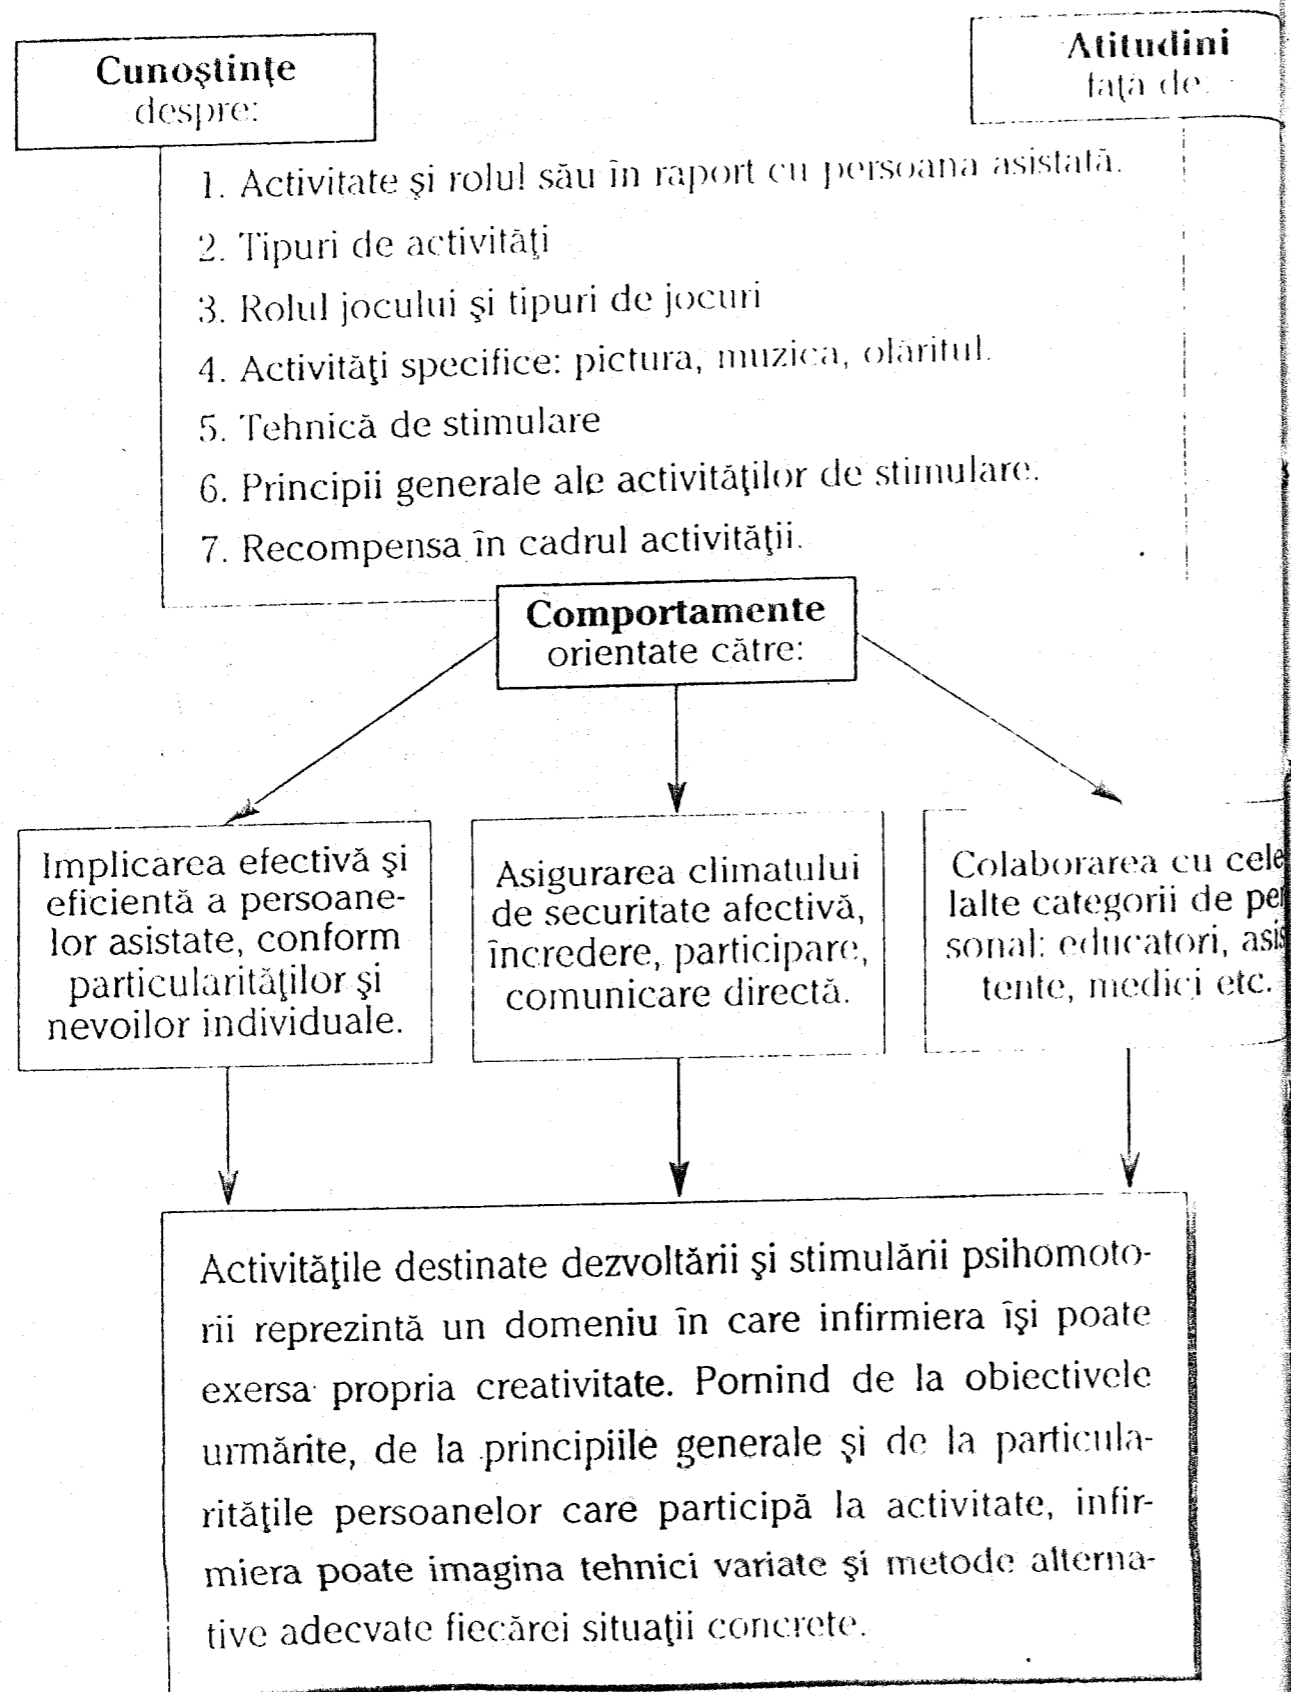 Cunoştinţe
despre:
Atitudini
faţă de:
1. Activitate şi rolul său în raport cu persoana asistată.
2. Tipuri de activităţi
3. Rolul jocului şi tipuri de jocuri
4. Activităţi specifice: pictura, muzica, olăritul.
5. Tehnică de stimulare
6. Principii generale ale activităţilor de stimulare.
7. Recompensa în cadrul activităţii.
Comportamente
orientate către:
Implicarea efectivă şi
eficientă a persoane-
lor asistate, conform
particularităţilor şi
nevoilor individuale.
Asigurarea climatului
de securitate afectivă,
încredere, participare,
comunicare directă.
Colaborarea cu cele
lalte categorii de per
sonal: educatori, asis
tente, medici etc.
Activităţile destinate dezvoltării şi stimulării psihomoto-
rii reprezintă un domeniu în care infirmiera îşi poate
exersa propria creativitate. Pornind de la obiectivele
urmărite, de la principiile generale şi de la particula-
rităţile persoanelor care participă la activitate, infir-
miera poate imagina tehnici variate şi metode alterna-
tive adecvate fiecărei situaţii concrete.